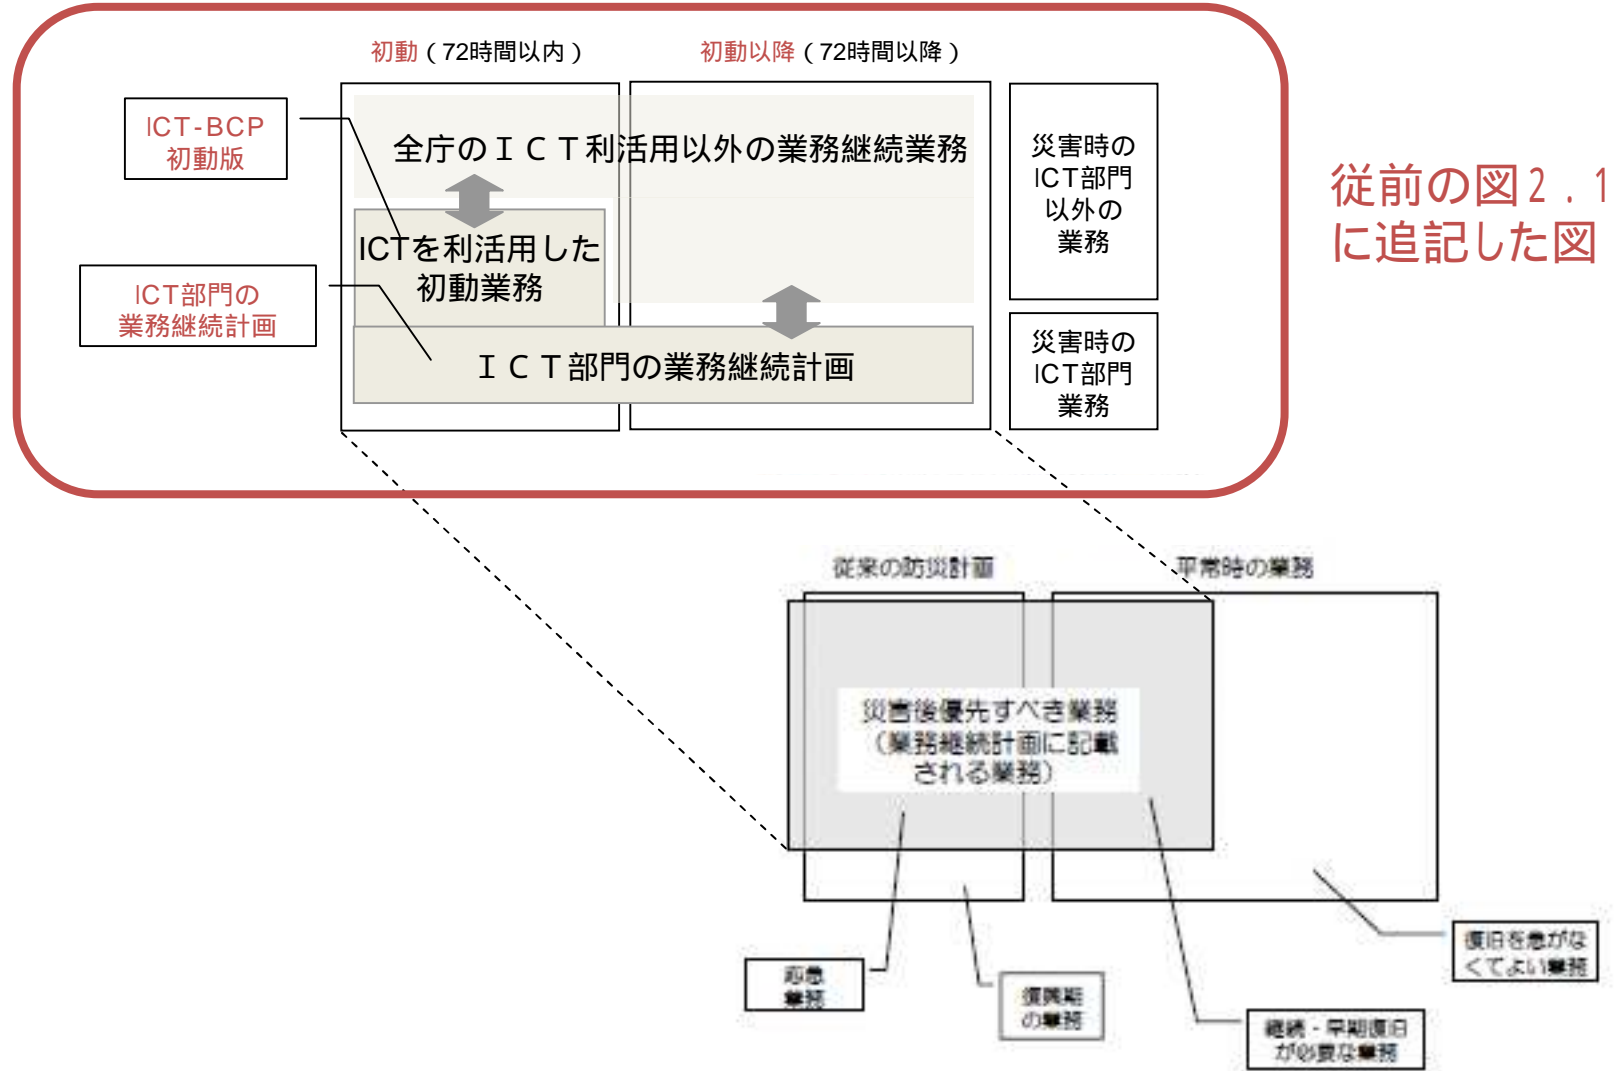 初動（72時間以内）
初動以降（72時間以降）
ICT-BCP
初動版
全庁のＩＣＴ利活用以外の業務継続業務
災害時の
ICT部門
以外の
業務
従前の図２．１
に追記した図
ICTを利活用した
初動業務
ICT部門の
業務継続計画
ＩＣＴ部門の業務継続計画
災害時の
ICT部門
業務
従来の防災計画
平常時の業務
災害後優先すべき業務
（業務継続計画に記載
される業務）
応急
業務
復興期
の業務
継続・早期復旧
が必要な業務
復旧を急がな
くてよい業務